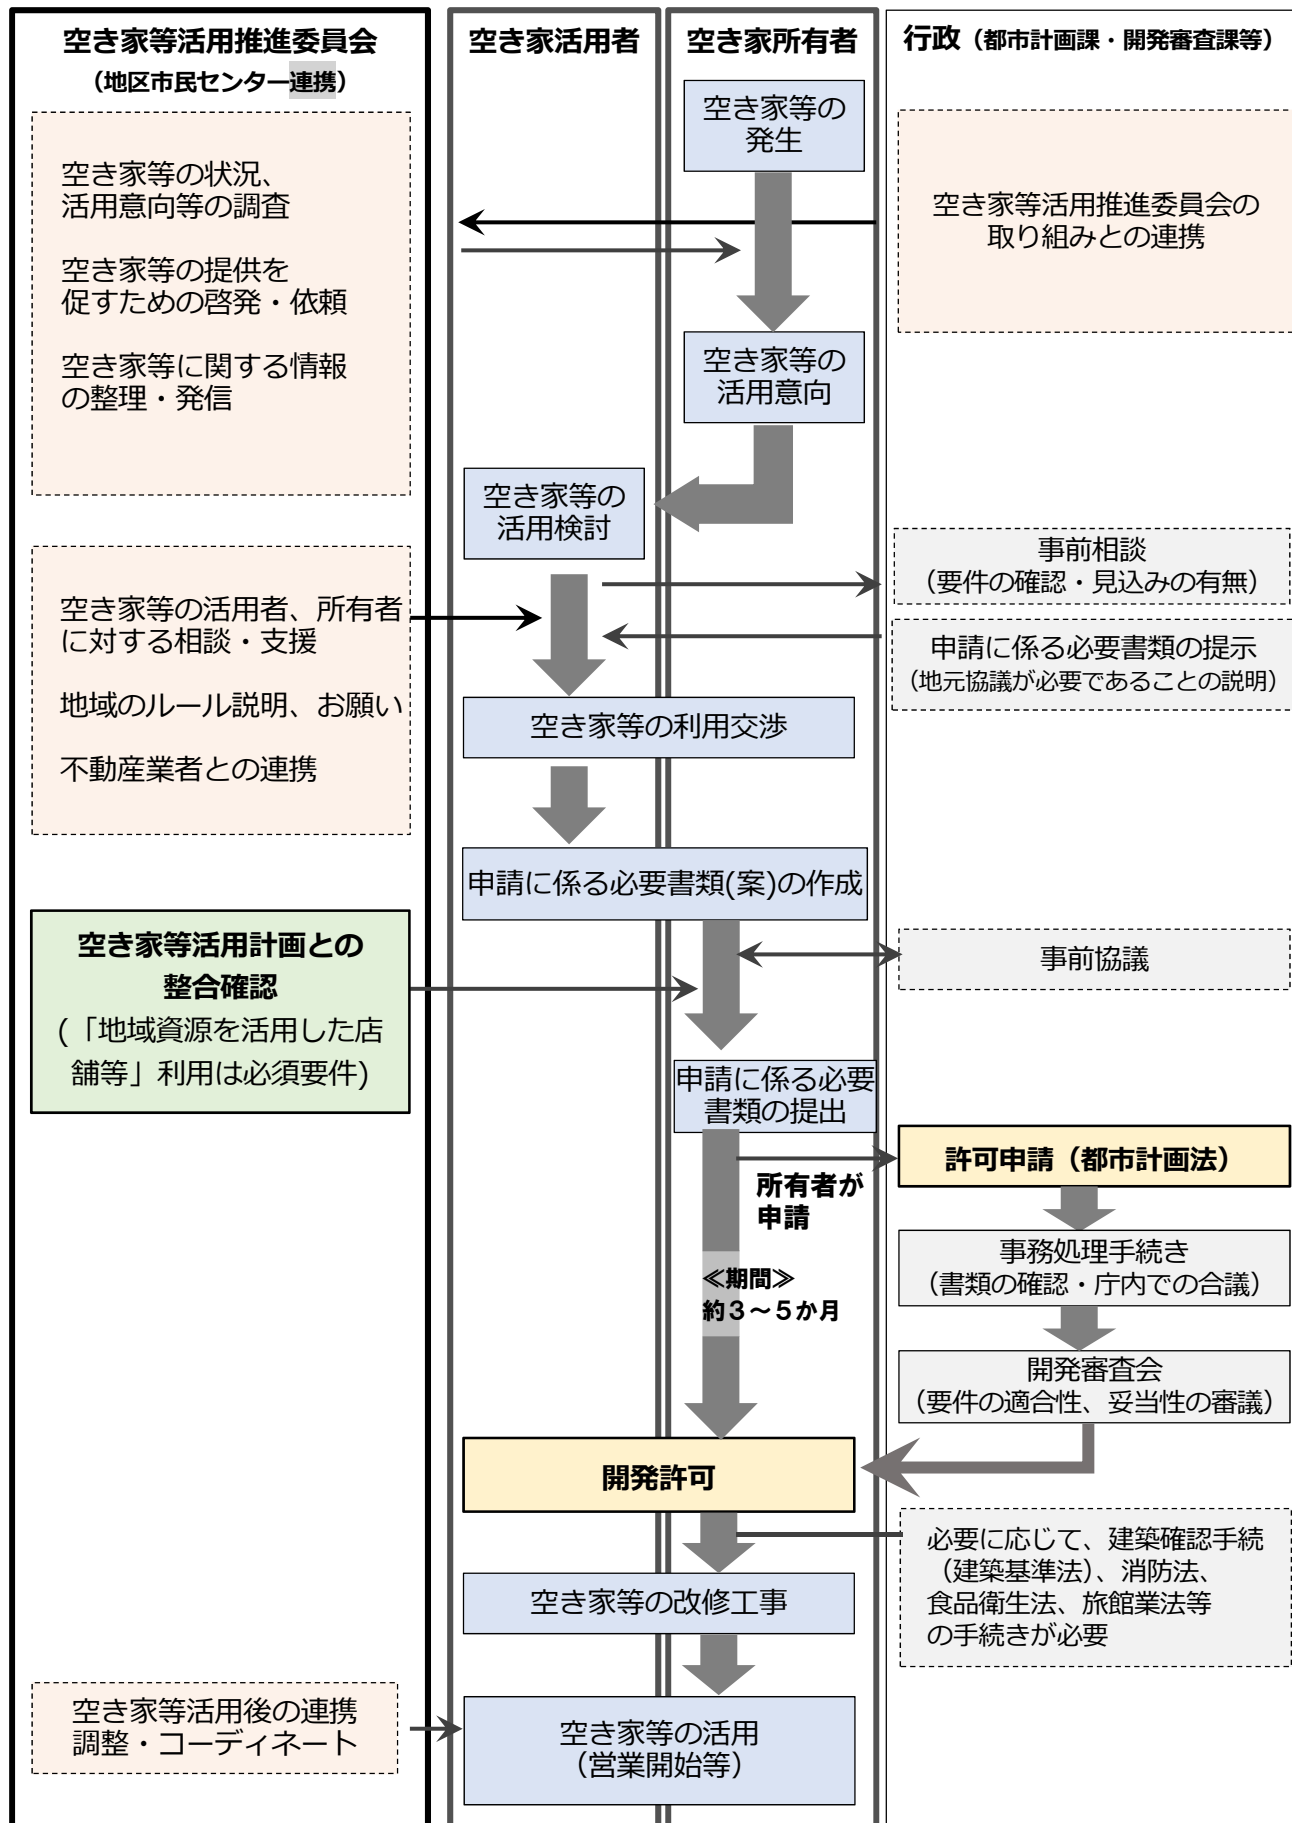 空き家等活用推進委員会
（地区市民センター連携）
空き家等の状況、
活用意向等の調査
空き家等の提供を
促すための啓発・依頼
空き家等に関する情報
の整理・発信
空き家等の活用者、所有者
に対する相談・支援
地域のルール説明、お願い
不動産業者との連携
空き家等活用計画との
整合確認
(「地域資源を活用した店
舗等」利用は必須要件)
空き家等活用後の連携
調整・コーディネート
空き家活用者
空き家所有者
空き家等の
発生
空き家等の
活用意向
空き家等の
活用検討
空き家等の利用交渉
申請に係る必要書類(案)の作成
申請に係る必要
書類の提出
所有者が
申請
≪期間≫
約３～５か月
開発許可
空き家等の改修工事
空き家等の活用
（営業開始等）
行政（都市計画課・開発審査課等）
空き家等活用推進委員会の
取り組みとの連携
事前相談
（要件の確認・見込みの有無）
申請に係る必要書類の提示
（地元協議が必要であることの説明）
事前協議
許可申請（都市計画法）
事務処理手続き
（書類の確認・庁内での合議）
開発審査会
（要件の適合性、妥当性の審議）
必要に応じて、建築確認手続
（建築基準法）、消防法、
食品衛生法、旅館業法等
の手続きが必要